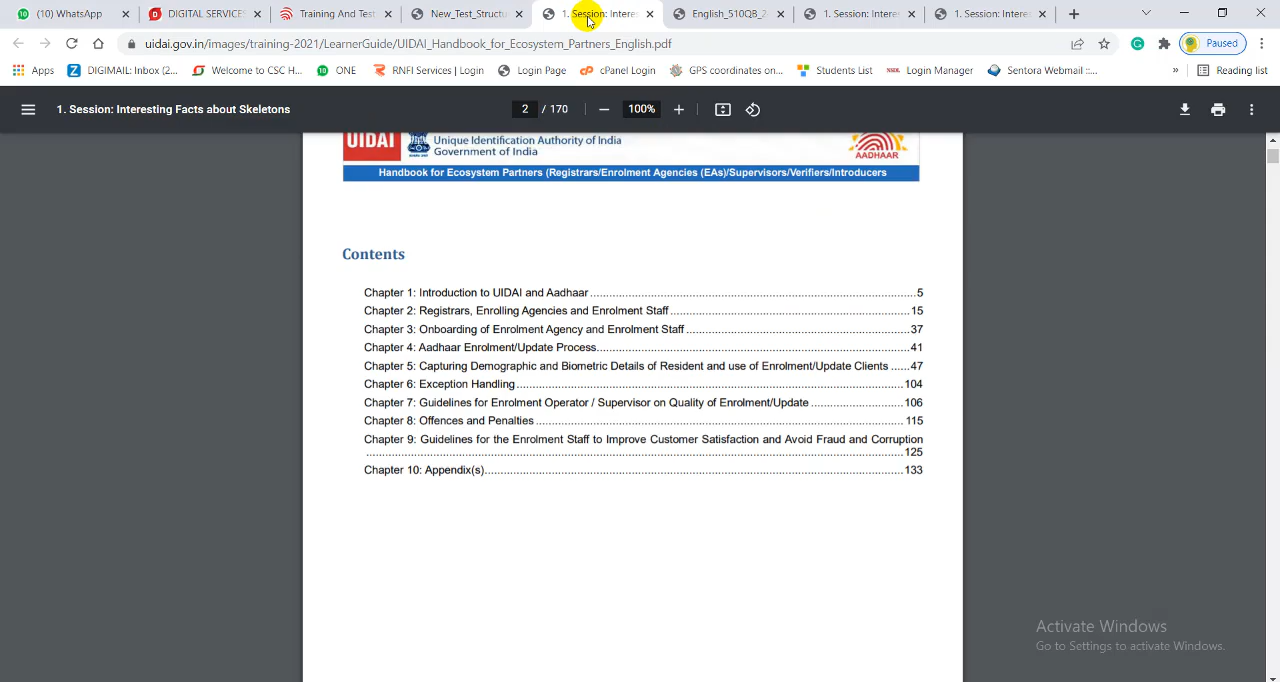 (10) WhatsApp
DIGITAL SERVICES
Training And Test
New_Test_Structu
1. Session: Interes
English_510QB_2
1. Session: Intere
1. Session: Intere
uidai.gov.in/images/training-2021/LearnerGuide/UIDAI_Handbook_for_Ecosystem_Partners_English.pdf
Paused
Apps
DIGIMAIL: Inbox (2...
Welcome to CSC H...
ONE
RNFI Services | Login
Login Page
cPanel Login
GPS coordinates on...
Students List
Login Manager
Sentora Webmail ::...
»
Reading list
1. Session: Interesting Facts about Skeletons
2 / 170
100%
UIDAI
Unique Identification Authority of India
Government of India
AADHAAR
Handbook for Ecosystem Partners (Registrars/Enrolment Agencies (EAs)/Supervisors/Verifiers/Introducers
Contents
Chapter 1: Introduction to UIDAI and Aadhaar 5
Chapter 2: Registrars, Enrolling Agencies and Enrolment Staff 15
Chapter 3: Onboarding of Enrolment Agency and Enrolment Staff 37
Chapter 4: Aadhaar Enrolment/Update Process 41
Chapter 5: Capturing Demographic and Biometric Details of Resident and use of Enrolment/Update Clients 47
Chapter 6: Exception Handling 104
Chapter 7: Guidelines for Enrolment Operator / Supervisor on Quality of Enrolment/Update 106
Chapter 8: Offences and Penalties 115
Chapter 9: Guidelines for the Enrolment Staff to Improve Customer Satisfaction and Avoid Fraud and Corruption
125
Chapter 10: Appendix(s) 133
Activate Windows
Go to Settings to activate Windows.